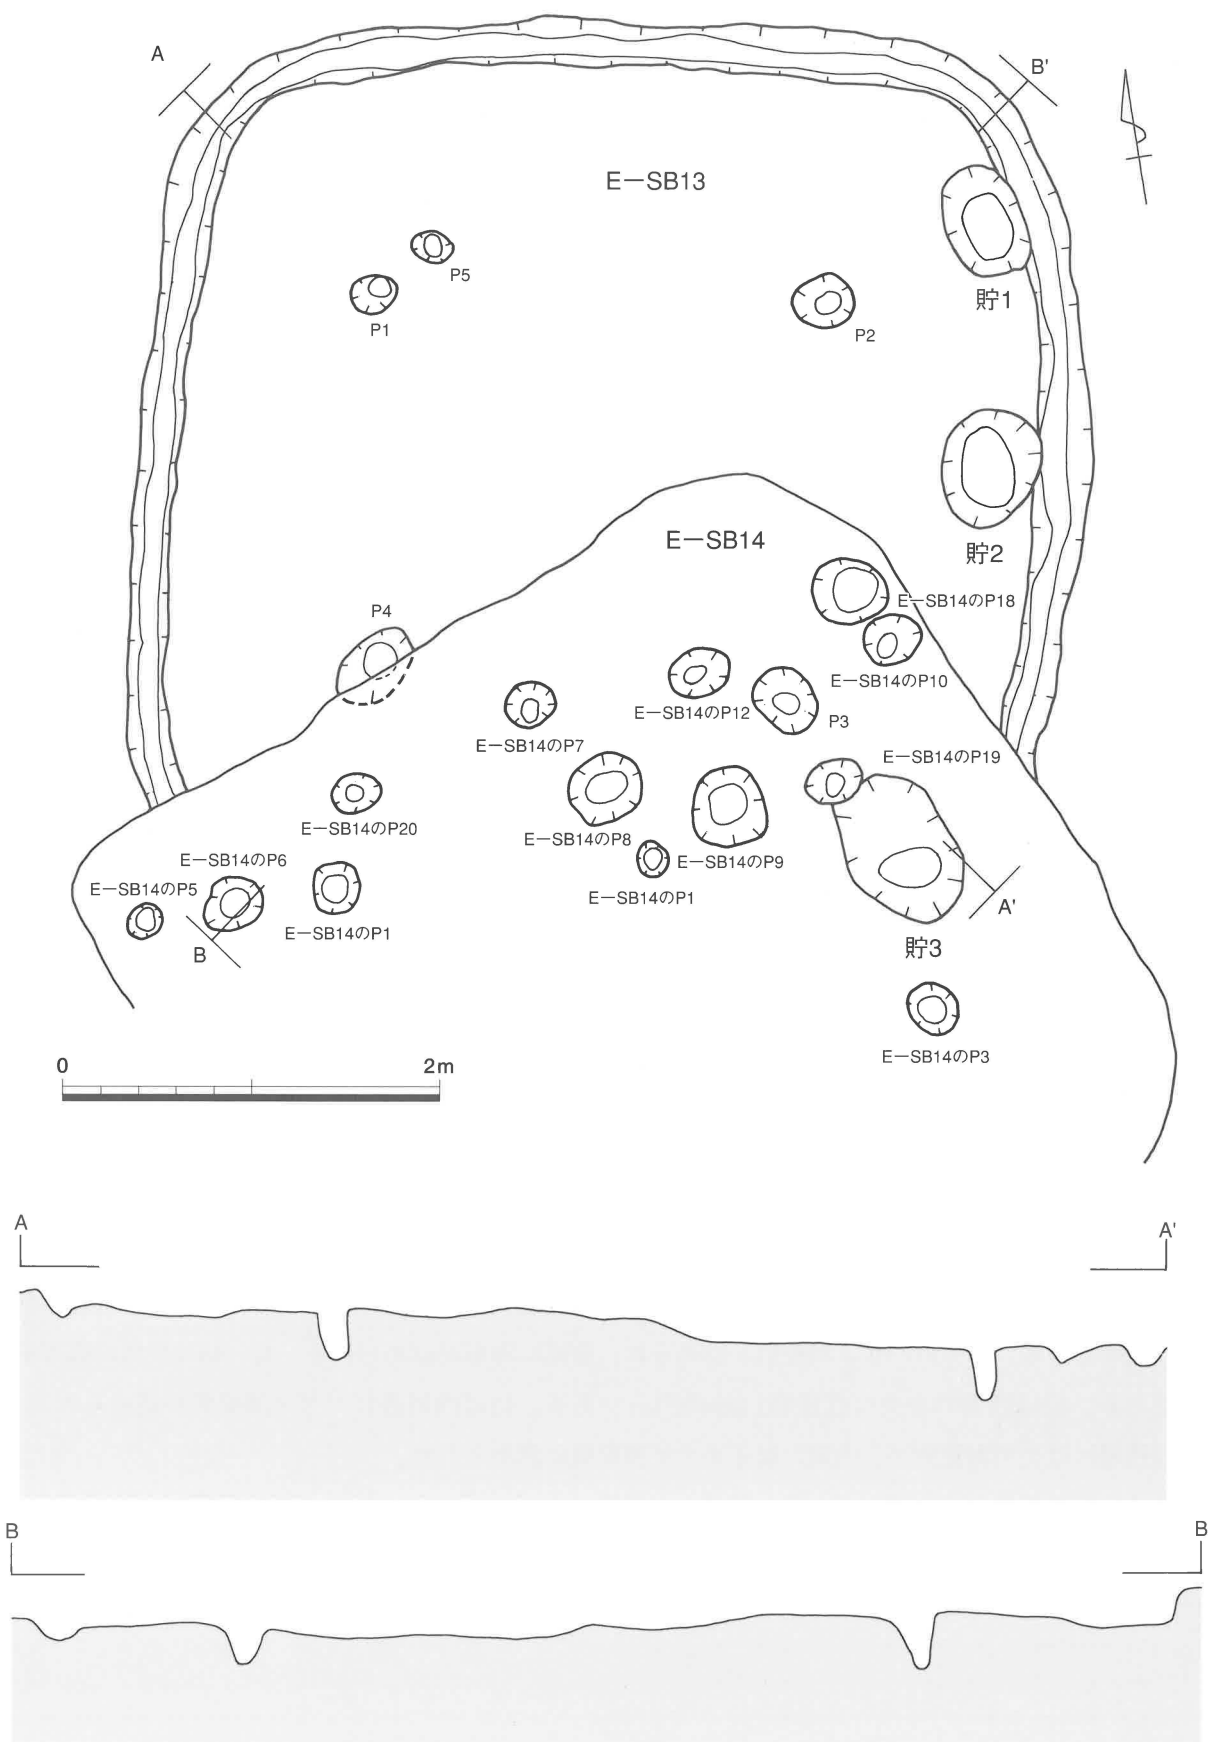 A
B'
E－SB13
P5
P1
貯1
P2
E－SB14
貯2
E－SB14のP18
P4
E－SB14のP10
E－SB14のP12
P3
E－SB14のP7
E－SB14のP19
E－SB14のP20
E－SB14のP8
E－SB14のP9
E－SB14のP6
E－SB14のP5
E－SB14のP1
A'
E－SB14のP1
貯3
B
E－SB14のP3
0 2m
A
A'
B
B